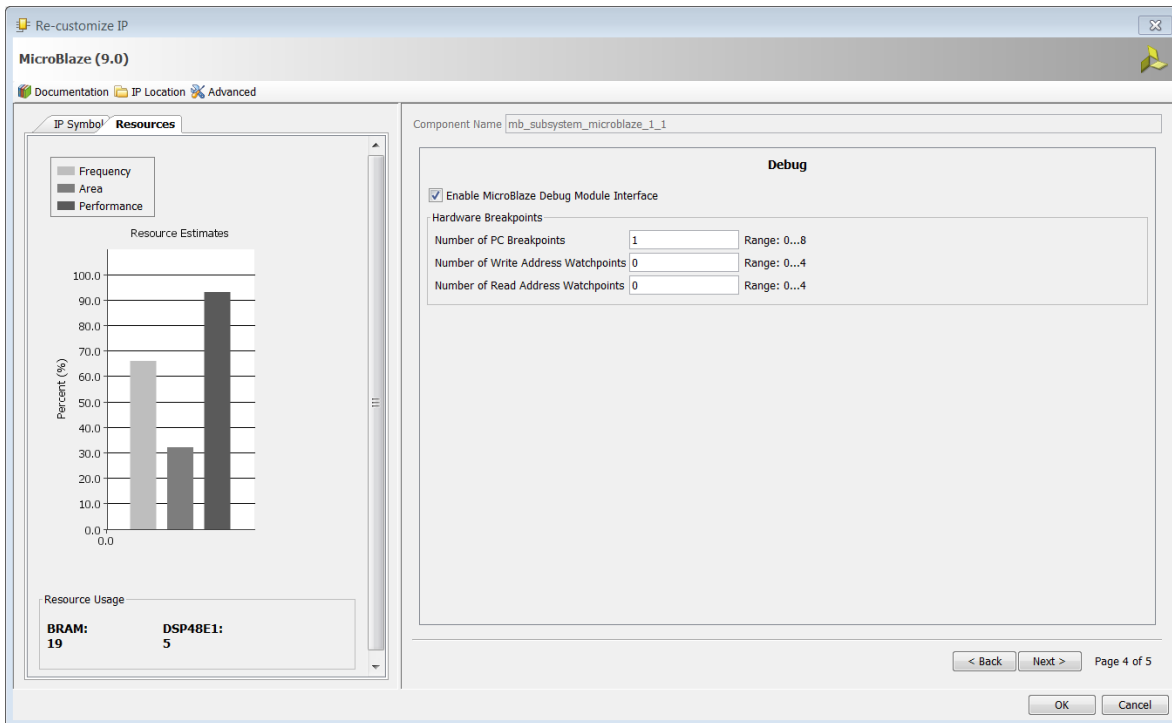 Re-customize IP
MicroBlaze (9.0)
Documentation IP Location Advanced
IP Symbol Resources
Frequency
Area
Performance
Resource Estimates
Percent (%)
100.0
90.0
80.0
70.0
60.0
50.0
40.0
30.0
20.0
10.0
0.0
0.0
Resource Usage
BRAM: DSP48E1:
19 5
Component Name mb_subsystem_microblaze_1_1
Debug
Enable MicroBlaze Debug Module Interface
Hardware Breakpoints
Number of PC Breakpoints 1 Range: 0...8
Number of Write Address Watchpoints 0 Range: 0...4
Number of Read Address Watchpoints 0 Range: 0...4
< Back Next > Page 4 of 5
OK Cancel